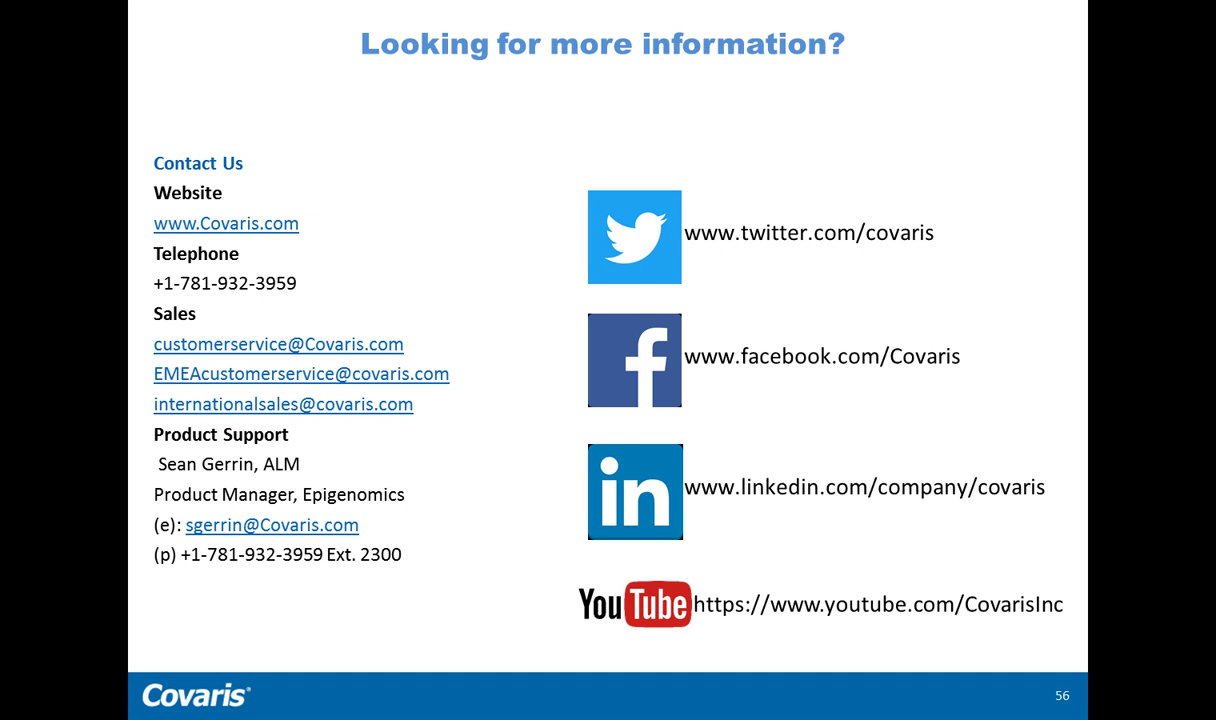 Looking for more information?
Contact Us
Website
www.Covaris.com
Telephone
+1-781-932-3959
Sales
customerservice@Covaris.com
EMEAcustomerservice@covaris.com
internationalsales@covaris.com
Product Support
Sean Gerrin, ALM
Product Manager, Epigenomics
(e): sgerrin@Covaris.com
(p) +1-781-932-3959 Ext. 2300
www.twitter.com/covaris
f www.facebook.com/Covaris
in www.linkedin.com/company/covaris
YouTube https://www.youtube.com/CovarisInc
Covaris®
56